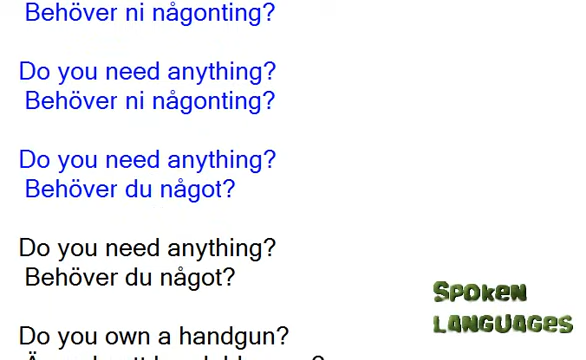 Behöver ni någonting?
Do you need anything?
Behöver ni någonting?
Do you need anything?
Behöver du något?
Do you need anything?
Behöver du något?
Do you own a handgun?
SPOKEN
LANGUAGES